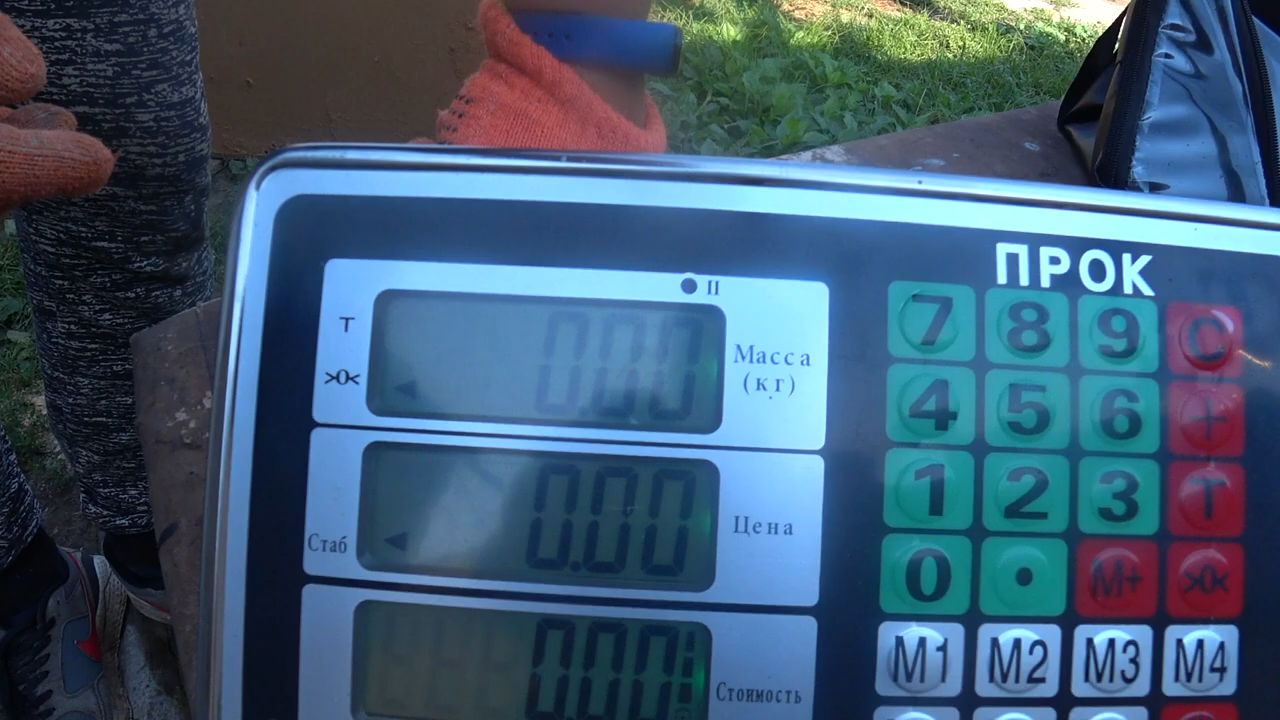 ПРОК
П
Т
>0<
0.00
Масса
(кг)
Стаб
0.00
Цена
0.00
Стоимость
7 8 9 C
4 5 6 +
1 2 3 T
0 . M+ >0<
M1 M2 M3 M4